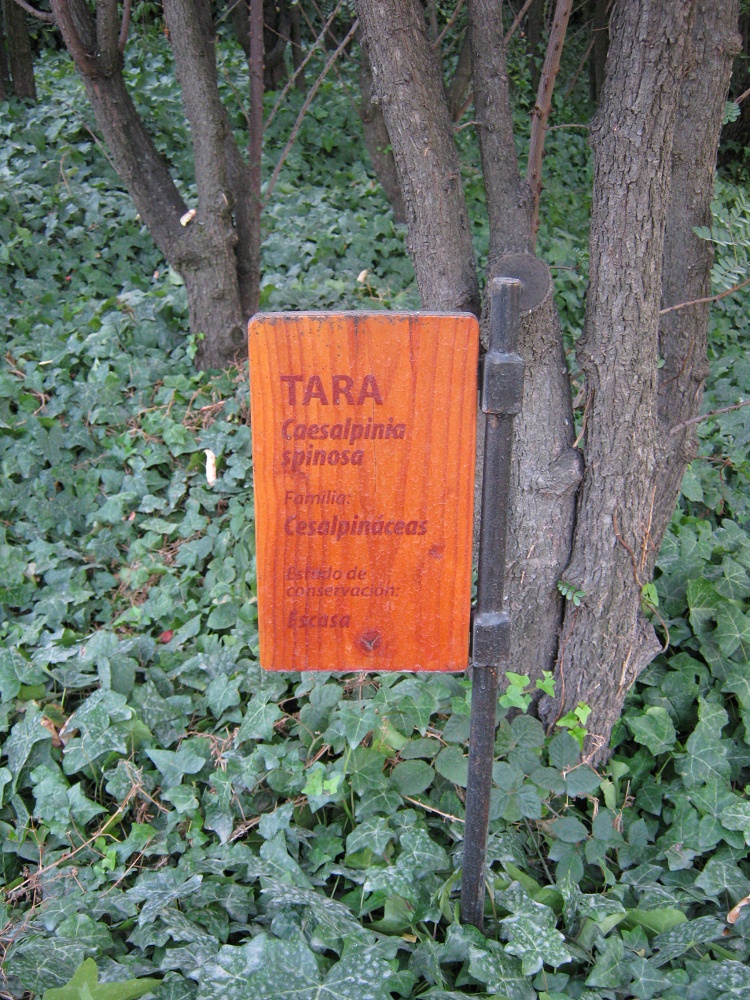 TARA
Caesalpinia
spinosa
Familia:
Cesalpináceas
Estado de
conservación:
Escasa